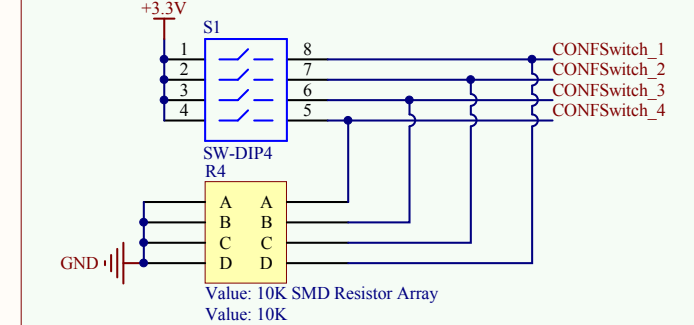 +3.3V
S1
1 8 CONFSwitch_1
2 7 CONFSwitch_2
3 6 CONFSwitch_3
4 5 CONFSwitch_4
SW-DIP4
R4
A A
B B
C C
GND D D
Value: 10K SMD Resistor Array
Value: 10K